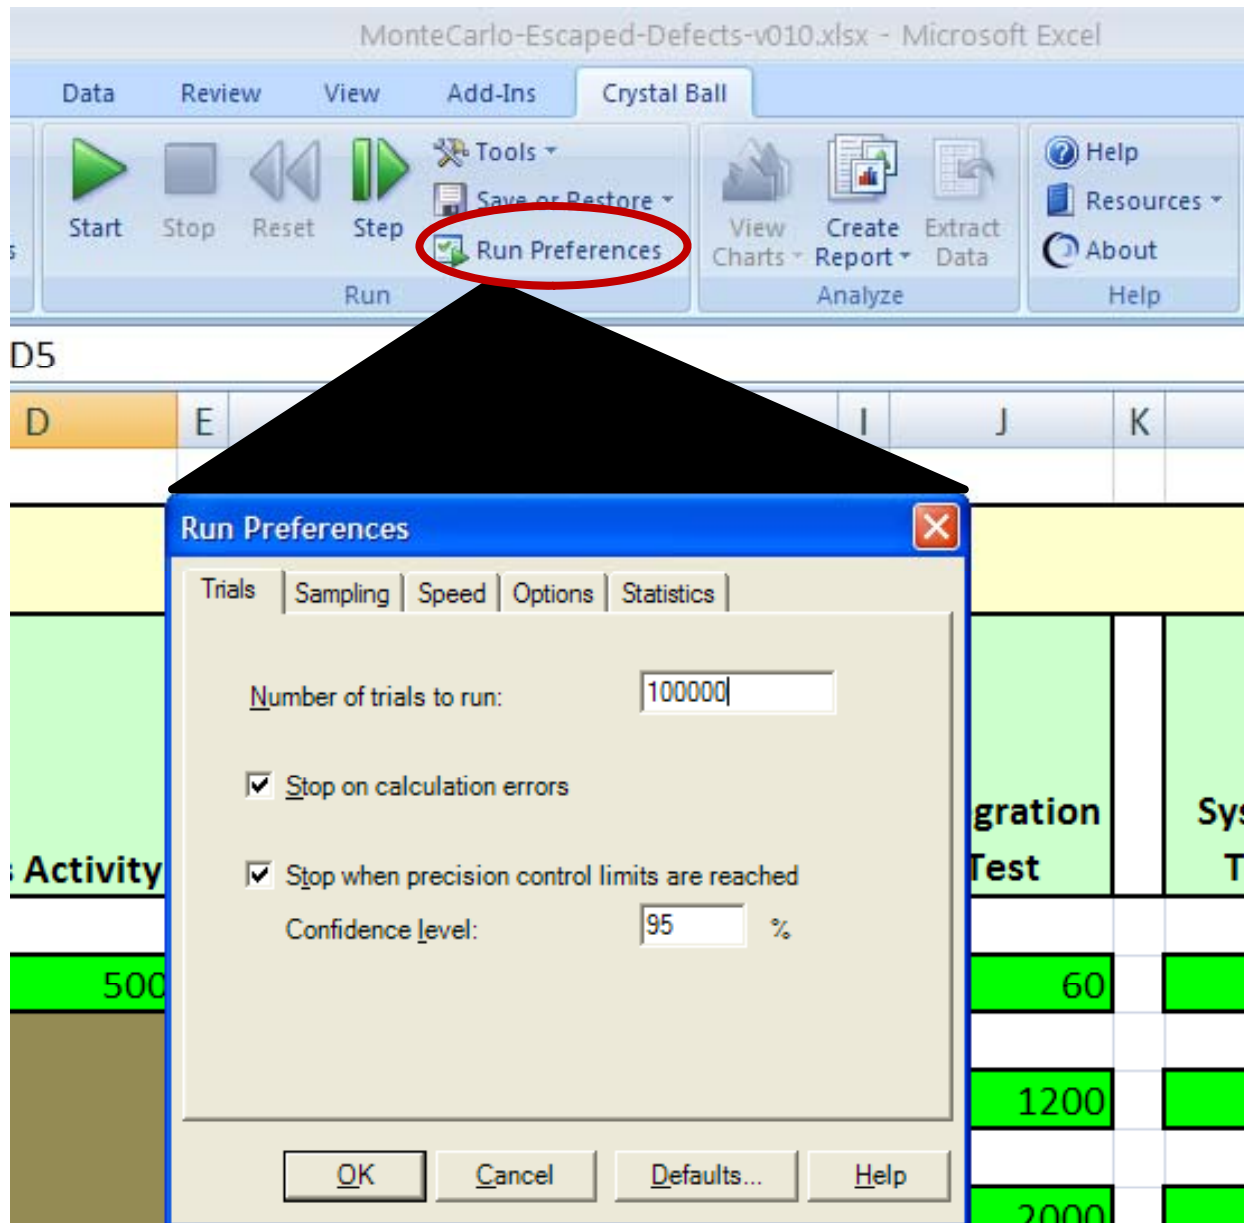 MonteCarlo-Escaped-Defects-v010.xlsx - Microsoft Excel
Data Review View Add-Ins Crystal Ball
Start Stop Reset Step
Tools
Save or Restore
Run Preferences
Run
View Charts
Create Report
Extract Data
Analyze
Help
Resources
About
Help
D5
D E I J K
Run Preferences
Trials Sampling Speed Options Statistics
Number of trials to run: 100000
Stop on calculation errors
Stop when precision control limits are reached
Confidence level: 95 %
OK Cancel Defaults... Help
Activity
gration
Test
Sys
T
500
60
1200
2000